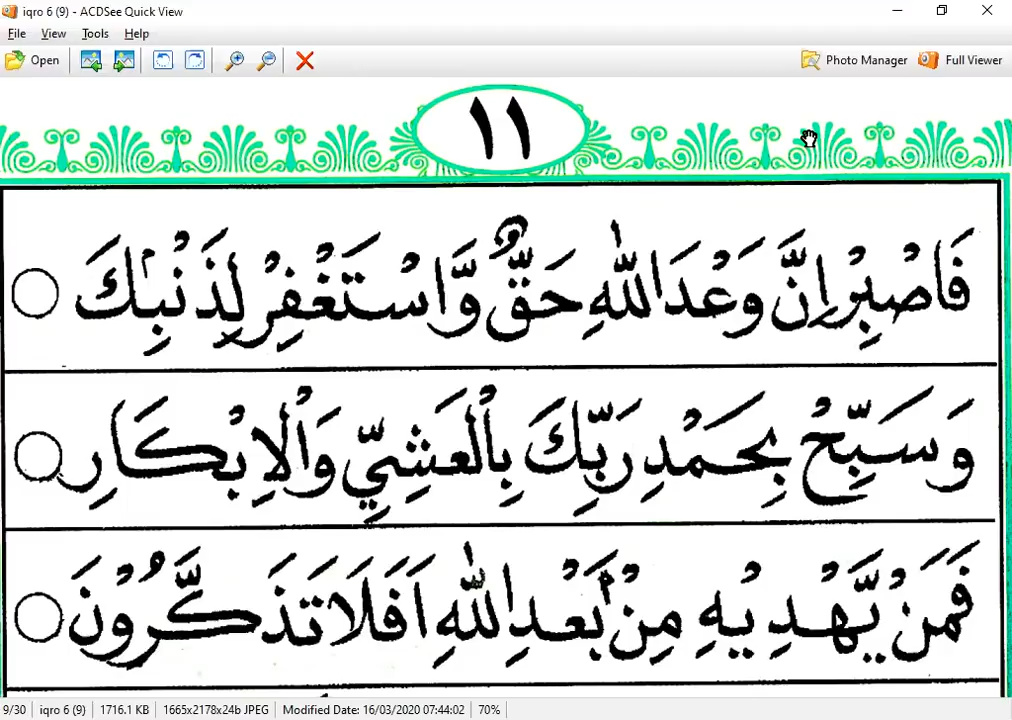 iqro 6 (9) - ACDSee Quick View
File View Tools Help
Open Photo Manager Full Viewer
١١
فَاصْبِرْ اِنَّ وَعْدَ اللّٰهِ حَقٌّ وَّاسْتَغْفِرْ لِذَنْۢبِكَ
وَسَبِّحْ بِحَمْدِ رَبِّكَ بِالْعَشِيِّ وَالْاِبْكَارِ
فَمَنْ يَّهْدِيْهِ مِنْۢ بَعْدِ اللّٰهِ اَفَلَا تَذَكَّرُوْنَ
9/30 iqro 6 (9) 1716.1 KB 1665x2178x24b JPEG Modified Date: 16/03/2020 07:44:02 70%